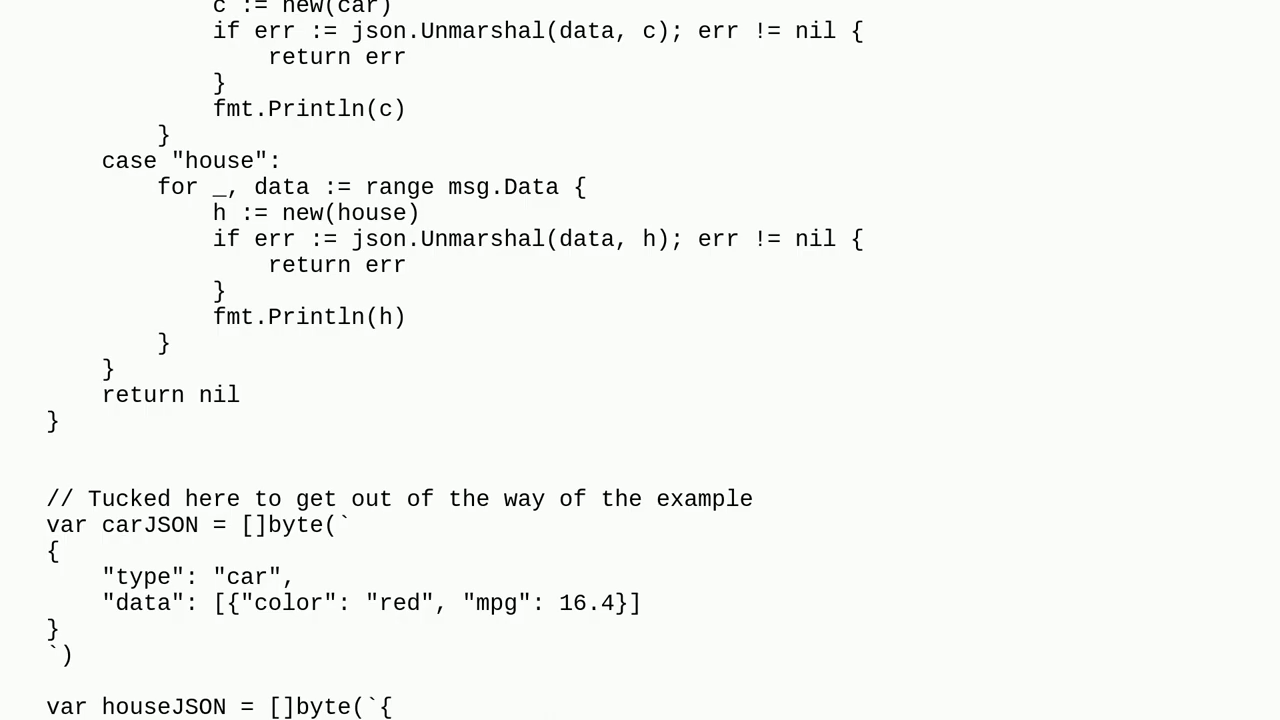 c := new(car)
            if err := json.Unmarshal(data, c); err != nil {
                return err
            }
            fmt.Println(c)
        }
    case "house":
        for _, data := range msg.Data {
            h := new(house)
            if err := json.Unmarshal(data, h); err != nil {
                return err
            }
            fmt.Println(h)
        }
    }
    return nil
}


// Tucked here to get out of the way of the example
var carJSON = []byte(`
{
    "type": "car",
    "data": [{"color": "red", "mpg": 16.4}]
}
`)

var houseJSON = []byte(`{